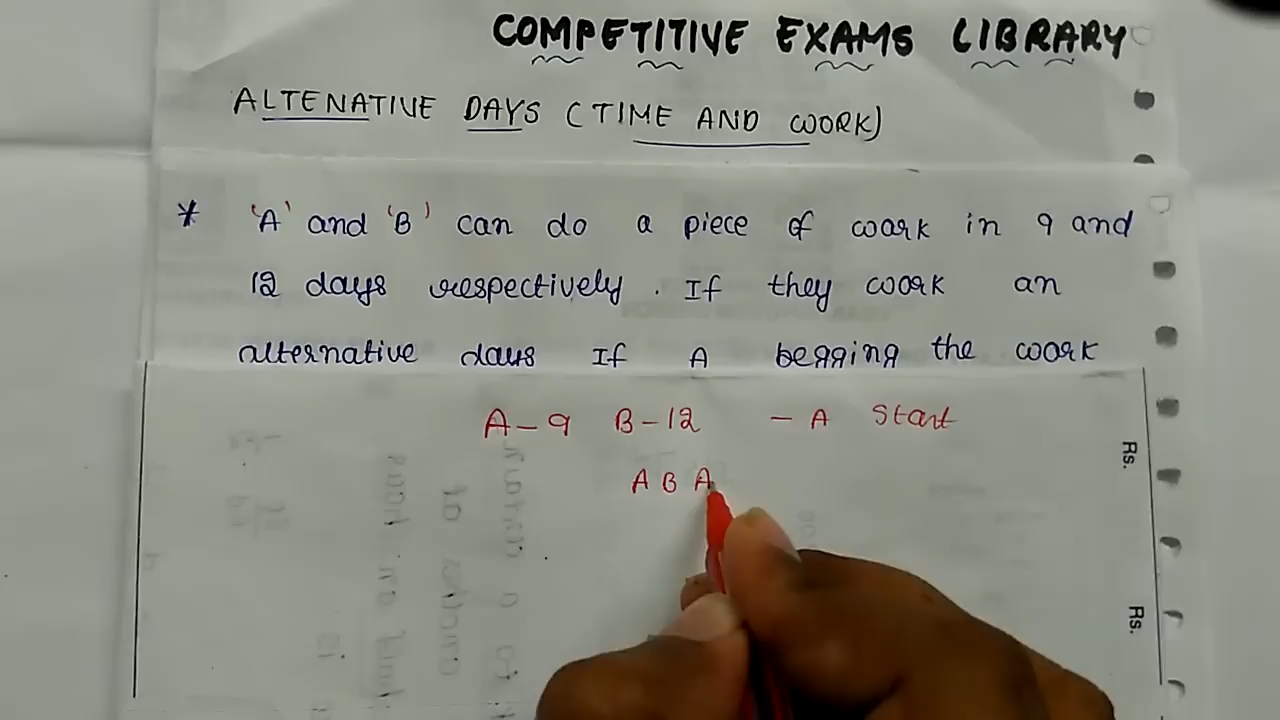 COMPETITIVE EXAMS LIBRARY
ALTENATIVE DAYS (TIME AND WORK)
* 'A' and 'B' can do a piece of work in 9 and
12 days respectively. If they work an
alternative days If A begging the work
A-9 B-12 - A Start
A B A
Rs.
Rs.